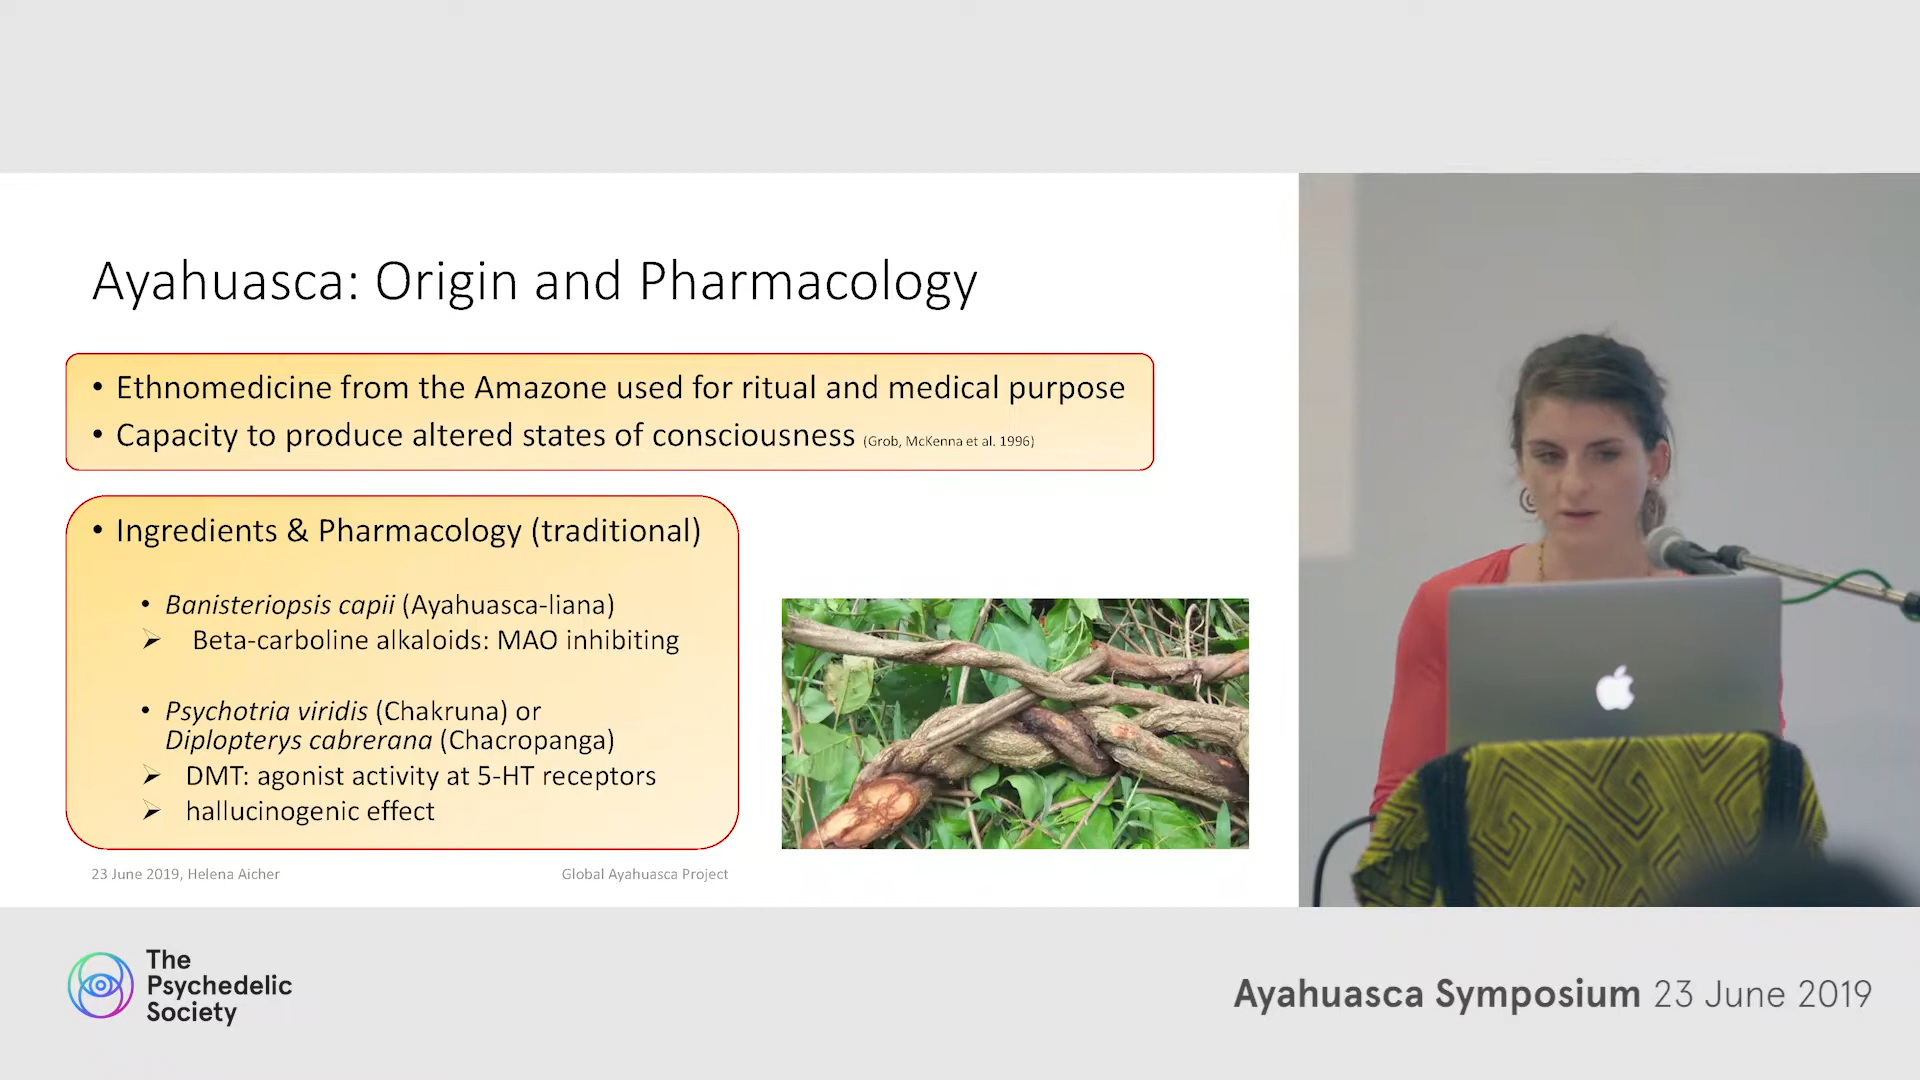 Ayahuasca: Origin and Pharmacology
• Ethnomedicine from the Amazone used for ritual and medical purpose
• Capacity to produce altered states of consciousness (Grob, McKenna et al. 1996)
• Ingredients & Pharmacology (traditional)
• Banisteriopsis capii (Ayahuasca-liana)
➢ Beta-carboline alkaloids: MAO inhibiting
• Psychotria viridis (Chakruna) or
Diplopterys cabrerana (Chacropanga)
➢ DMT: agonist activity at 5-HT receptors
➢ hallucinogenic effect
23 June 2019, Helena Aicher
Global Ayahuasca Project
The
Psychedelic
Society
Ayahuasca Symposium 23 June 2019